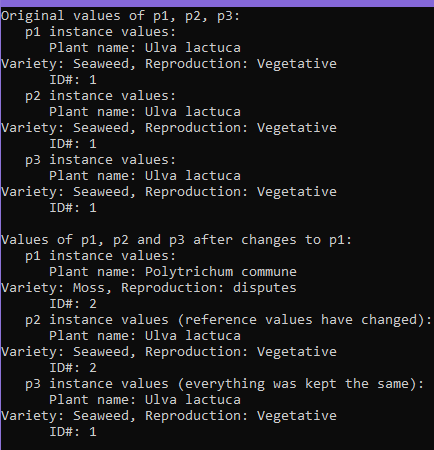 Original values of p1, p2, p3:
   p1 instance values:
      Plant name: Ulva lactuca
Variety: Seaweed, Reproduction: Vegetative
      ID#: 1
   p2 instance values:
      Plant name: Ulva lactuca
Variety: Seaweed, Reproduction: Vegetative
      ID#: 1
   p3 instance values:
      Plant name: Ulva lactuca
Variety: Seaweed, Reproduction: Vegetative
      ID#: 1

Values of p1, p2 and p3 after changes to p1:
   p1 instance values:
      Plant name: Polytrichum commune
Variety: Moss, Reproduction: disputes
      ID#: 2
   p2 instance values (reference values have changed):
      Plant name: Ulva lactuca
Variety: Seaweed, Reproduction: Vegetative
      ID#: 2
   p3 instance values (everything was kept the same):
      Plant name: Ulva lactuca
Variety: Seaweed, Reproduction: Vegetative
      ID#: 1